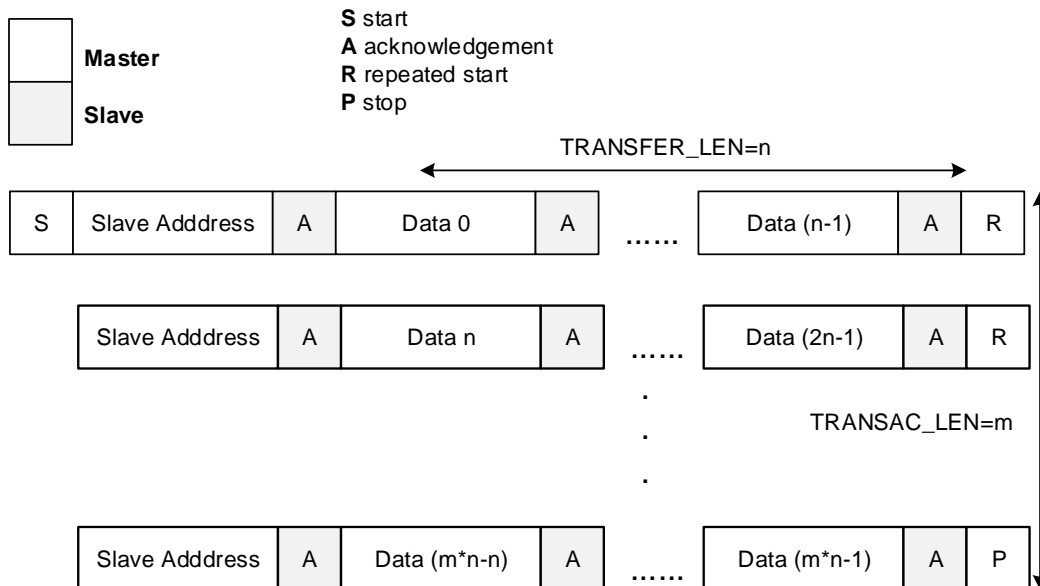 Master
Slave
S start
A acknowledgement
R repeated start
P stop
TRANSFER_LEN=n
S Slave Adddress A Data 0 A ...... Data (n-1) A R
Slave Adddress A Data n A ...... Data (2n-1) A R
.
.
.
TRANSAC_LEN=m
Slave Adddress A Data (m*n-n) A ...... Data (m*n-1) A P